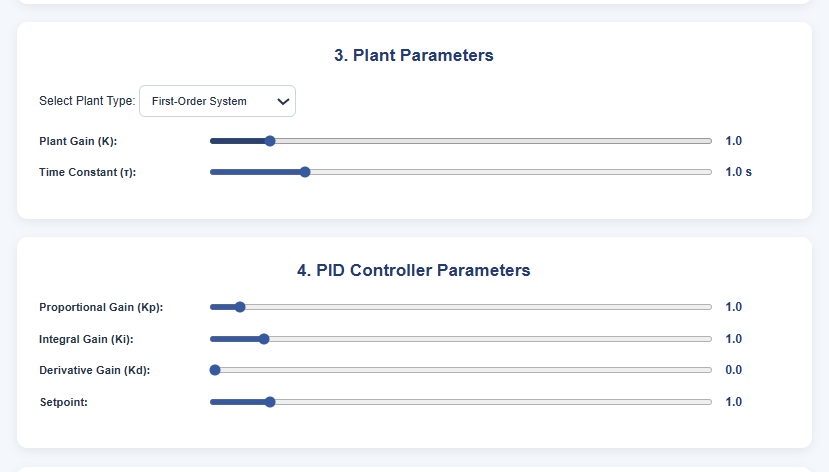 3. Plant Parameters
Select Plant Type: First-Order System
Plant Gain (K): 1.0
Time Constant (τ): 1.0 s
4. PID Controller Parameters
Proportional Gain (Kp): 1.0
Integral Gain (Ki): 1.0
Derivative Gain (Kd): 0.0
Setpoint: 1.0